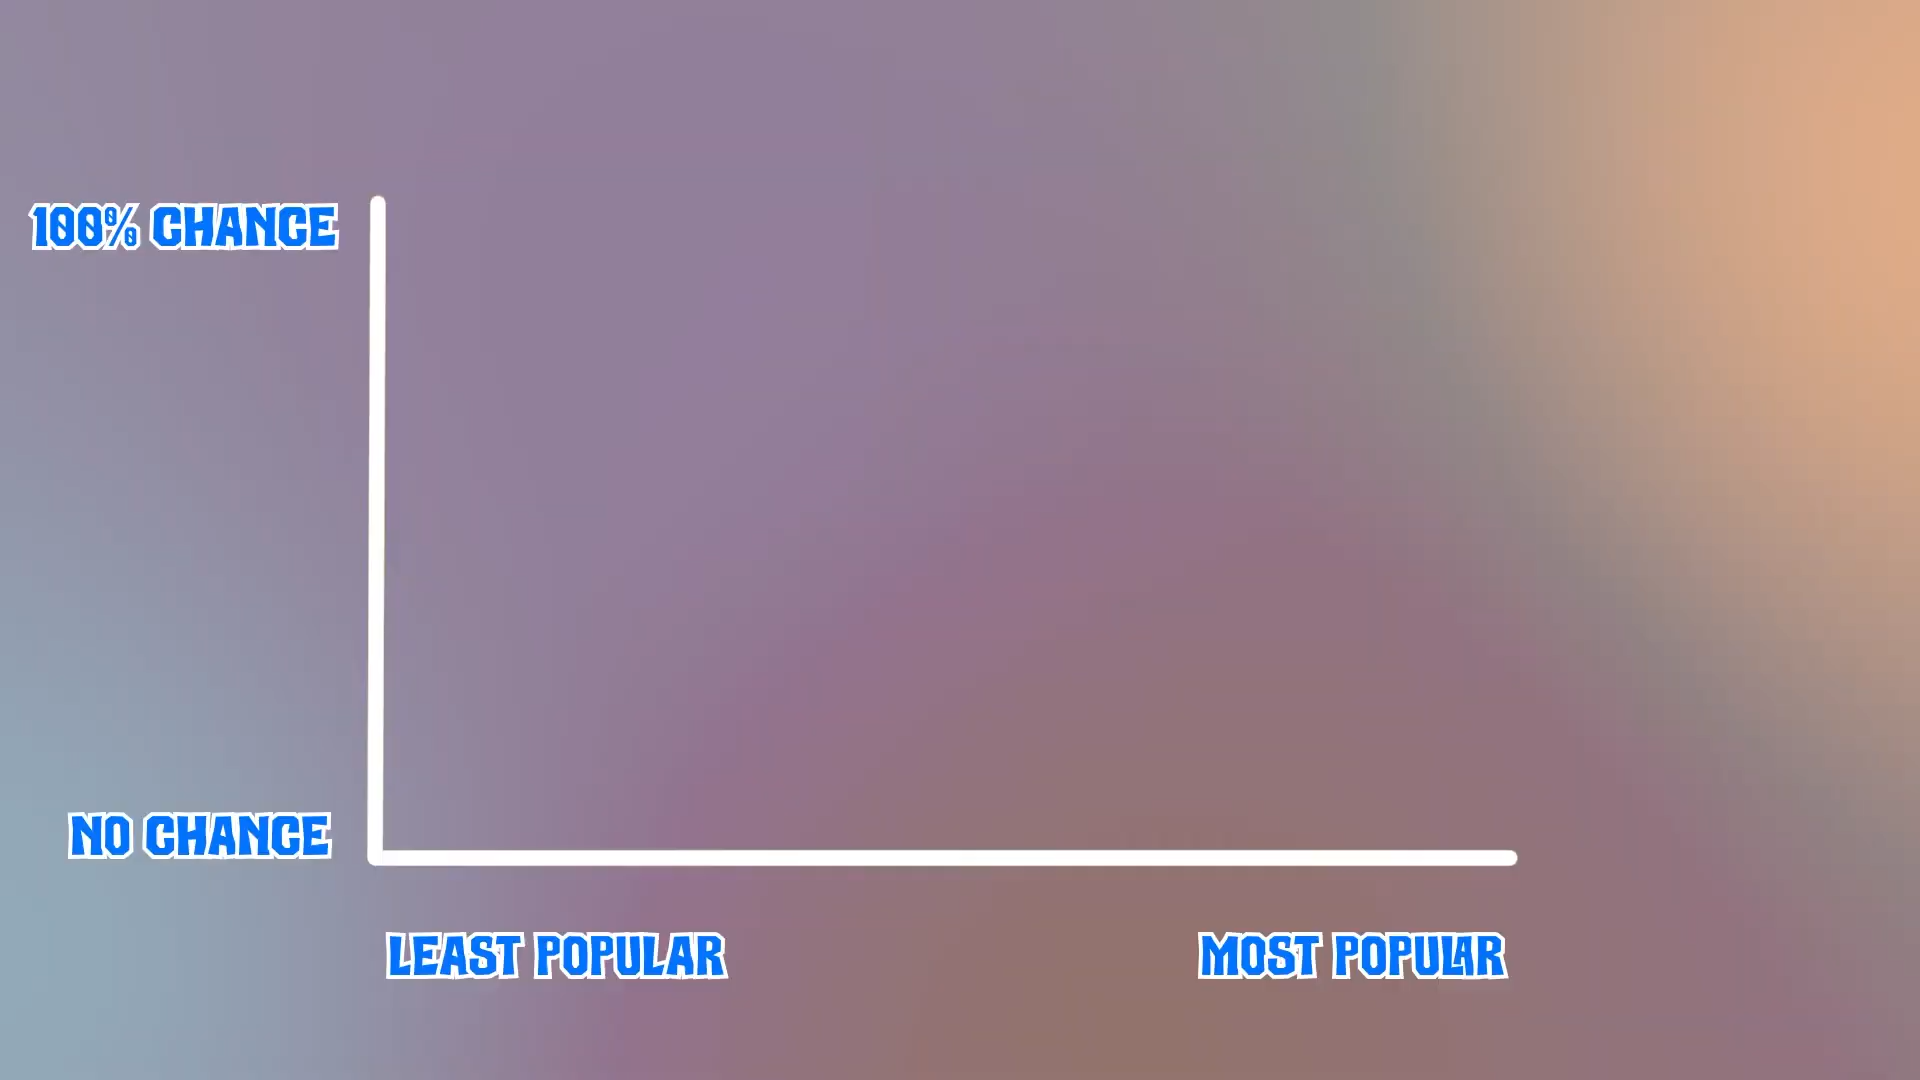 100% CHANCE
NO CHANCE
LEAST POPULAR
MOST POPULAR